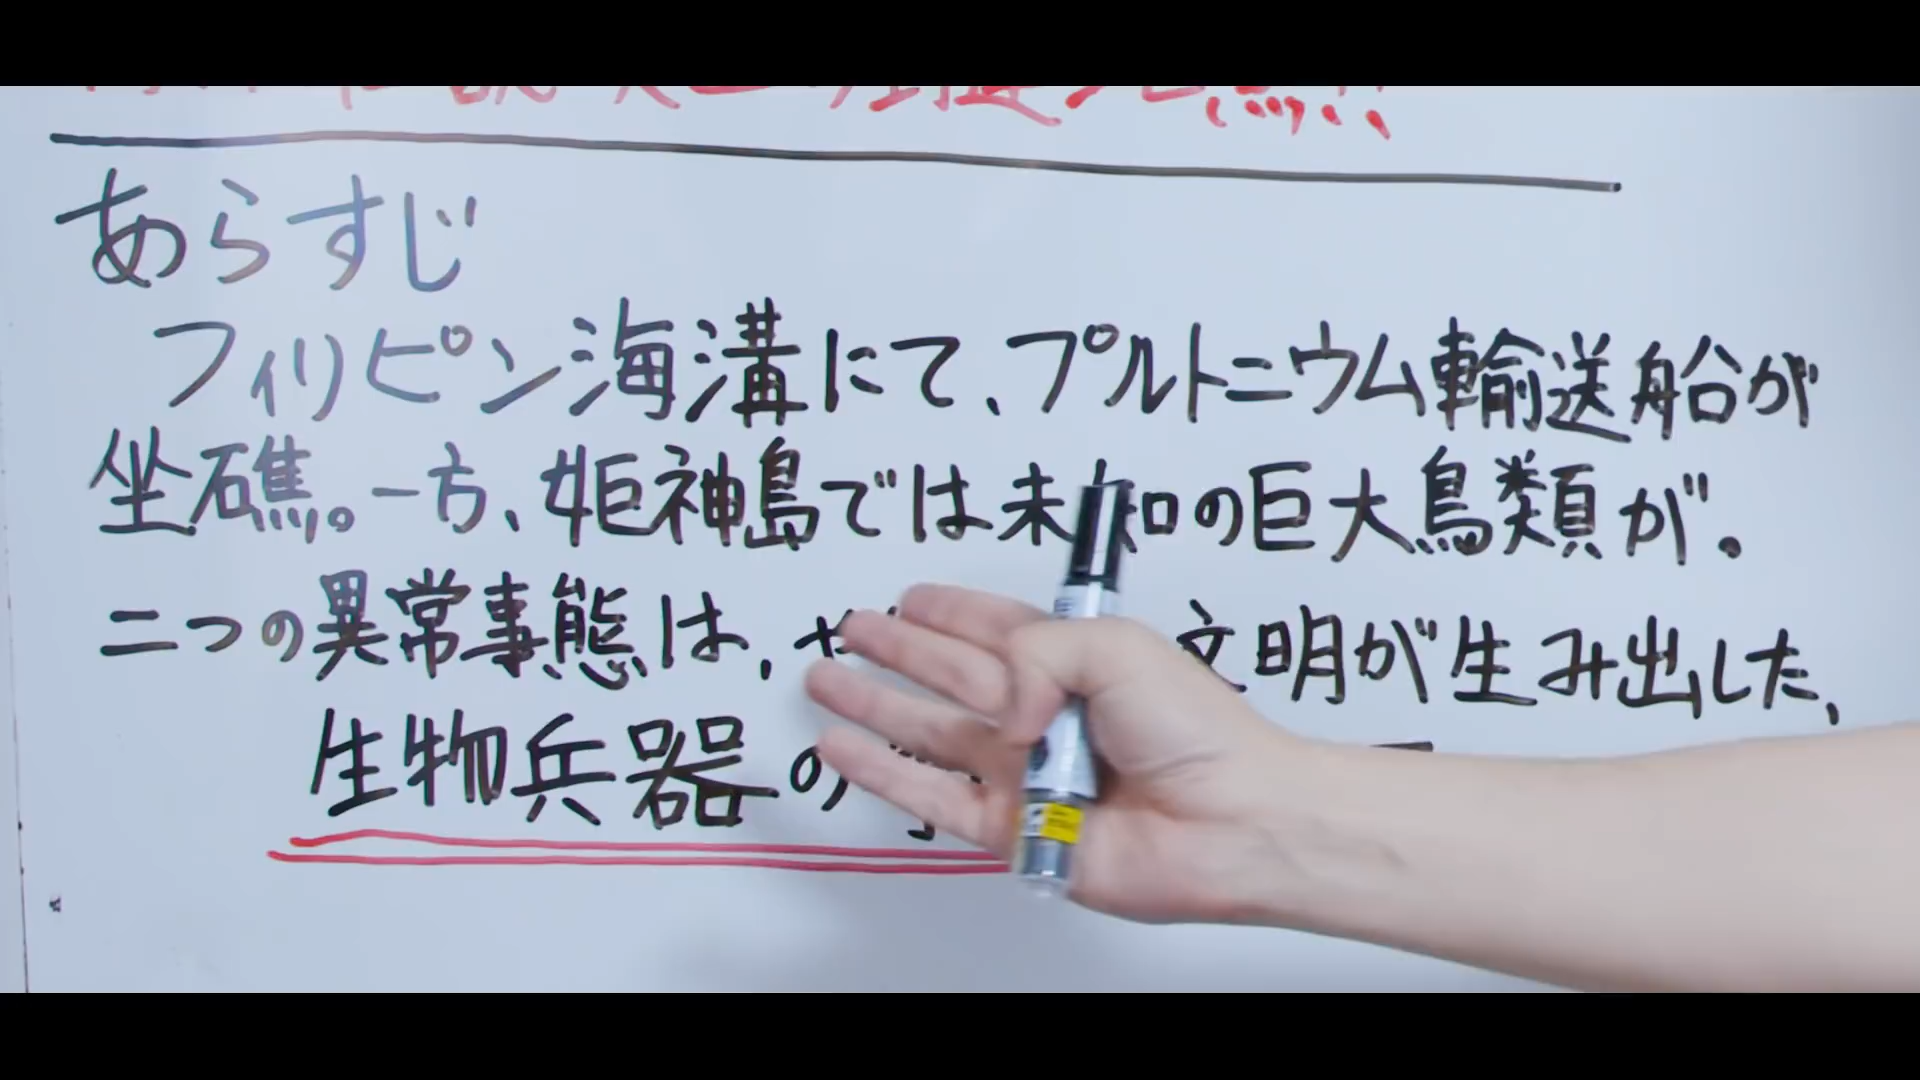 あらすじ
フィリピン海溝にて、プルトニウム輸送船が
坐礁。一方、姫神島では未知の巨大鳥類が。
二つの異常事態は、 文明が生み出した、
生物兵器の